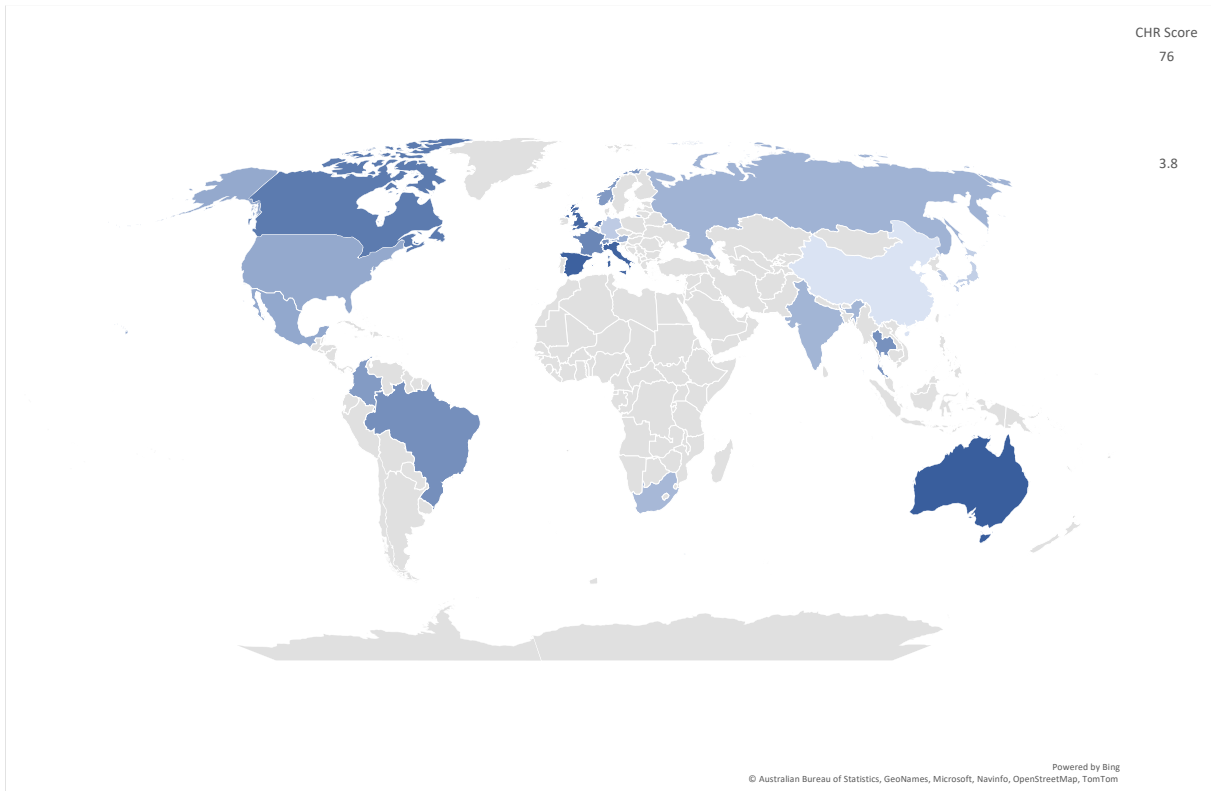 CHR Score
76
3.8
Powered by Bing
© Australian Bureau of Statistics, GeoNames, Microsoft, Navinfo, OpenStreetMap, TomTom